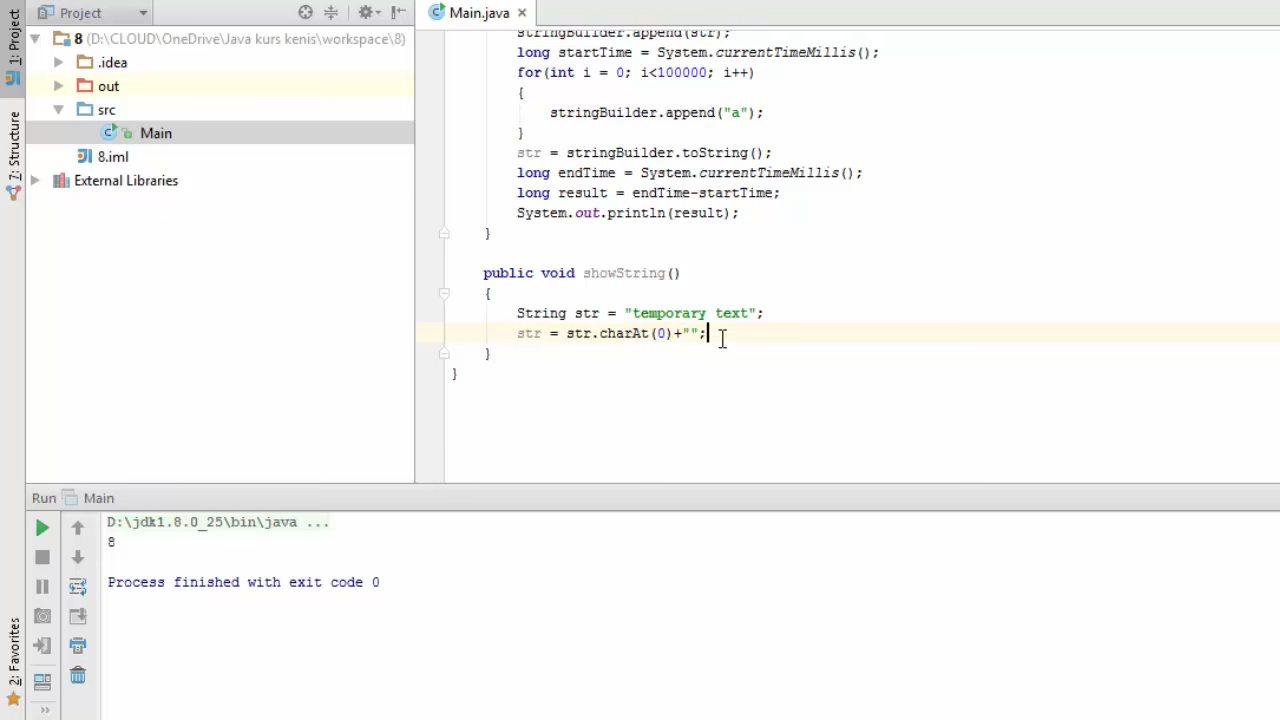 1: Project
7: Structure
2: Favorites
Project
8 (D:\CLOUD\OneDrive\Java kurs kenis\workspace\8)
.idea
out
src
Main
8.iml
External Libraries
Main.java
stringBuilder.append(str);
long startTime = System.currentTimeMillis();
for(int i = 0; i<100000; i++)
{
stringBuilder.append("a");
}
str = stringBuilder.toString();
long endTime = System.currentTimeMillis();
long result = endTime-startTime;
System.out.println(result);
}
public void showString()
{
String str = "temporary text";
str = str.charAt(0)+"";
}
}
Run Main
D:\jdk1.8.0_25\bin\java ...
8
Process finished with exit code 0